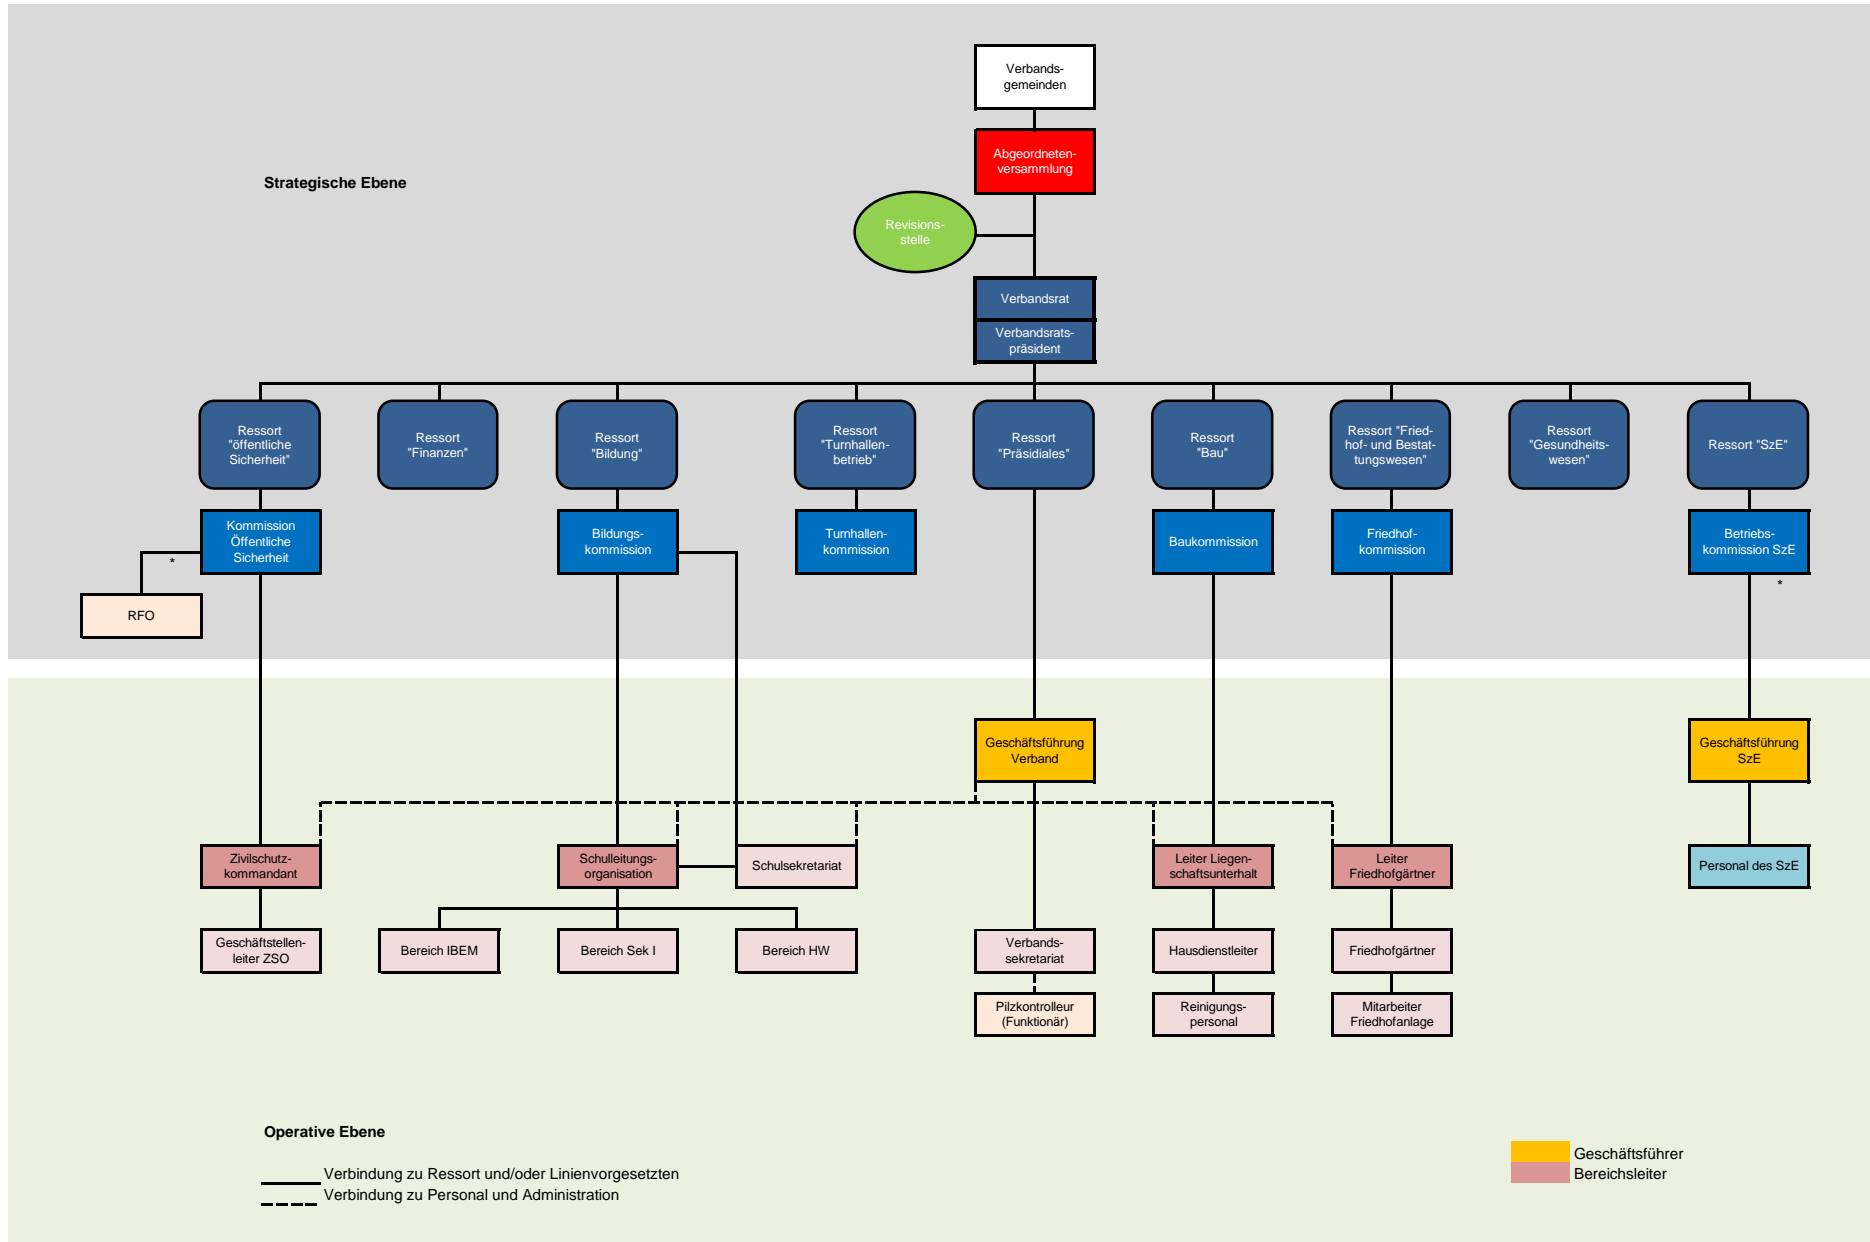 Verbands-
gemeinden
Abgeordneten-
versammlung
Strategische Ebene
Revisions-
stelle
Verbandsrat
Verbandsrats-
präsident
Ressort
"öffentliche
Sicherheit"
Ressort
"Finanzen"
Ressort
"Bildung"
Ressort
"Turnhallen-
betrieb"
Ressort
"Präsidiales"
Ressort
"Bau"
Ressort "Fried-
hof- und Bestat-
tungswesen"
Ressort
"Gesundheits-
wesen"
Ressort "SzE"
Kommission
Öffentliche
Sicherheit
Bildungs-
kommission
Turnhallen-
kommission
Baukommission
Friedhof-
kommission
Betriebs-
kommission SzE
*
*
RFO
Geschäftsführung
Verband
Geschäftsführung
SzE
Zivilschutz-
kommandant
Schulleitungs-
organisation
Schulsekretariat
Leiter Liegen-
schaftsunterhalt
Leiter
Friedhofgärtner
Personal des SzE
Geschäftstellen-
leiter ZSO
Bereich IBEM
Bereich Sek I
Bereich HW
Verbands-
sekretariat
Hausdienstleiter
Friedhofgärtner
Pilzkontrolleur
(Funktionär)
Reinigungs-
personal
Mitarbeiter
Friedhofanlage
Operative Ebene
Verbindung zu Ressort und/oder Linienvorgesetzten
Verbindung zu Personal und Administration
Geschäftsführer
Bereichsleiter